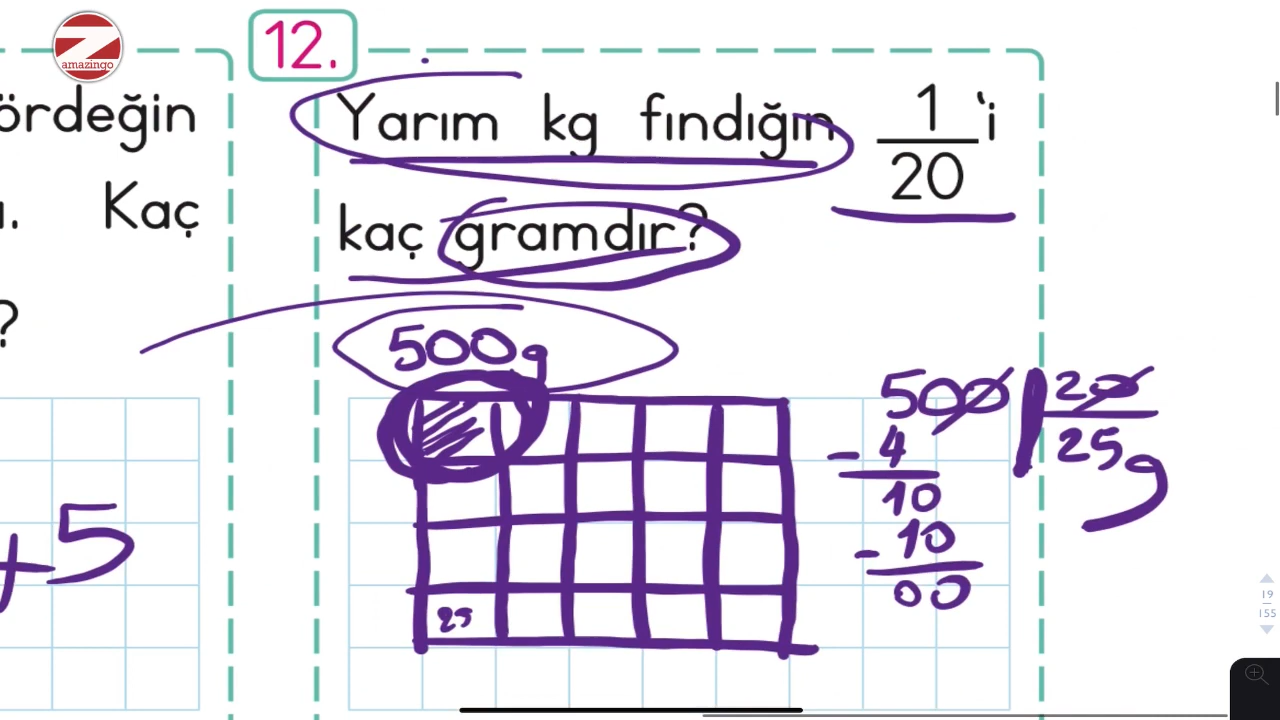 amazingo
12.
ördeğin
Kaç
?
+5
Yarım kg fındığın 1/20 'i
kaç gramdır?
500g
25
500 20
- 4 25g
10
- 10
00
19
155